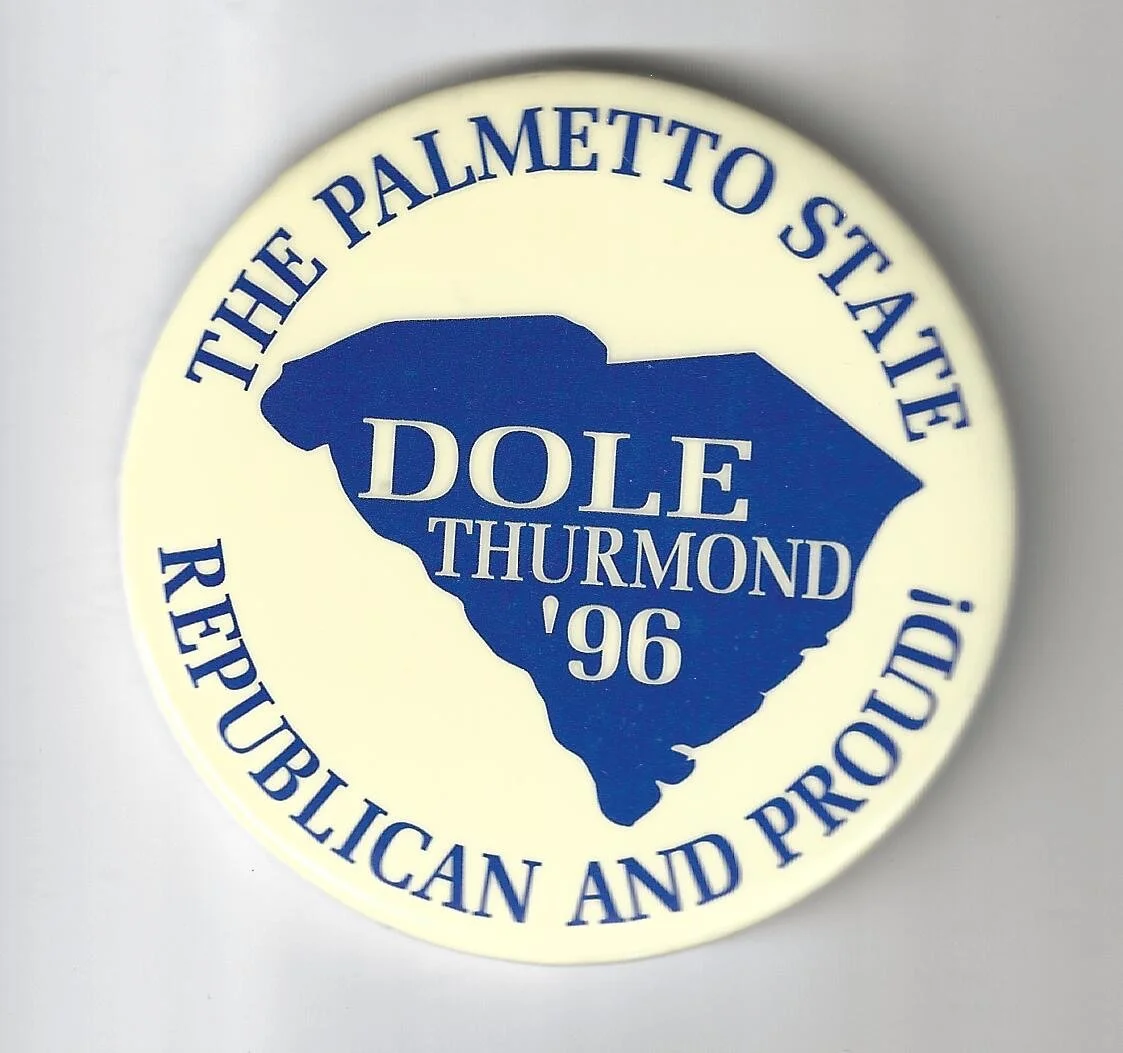 THE PALMETTO STATE
DOLE
THURMOND
'96
REPUBLICAN AND PROUD!